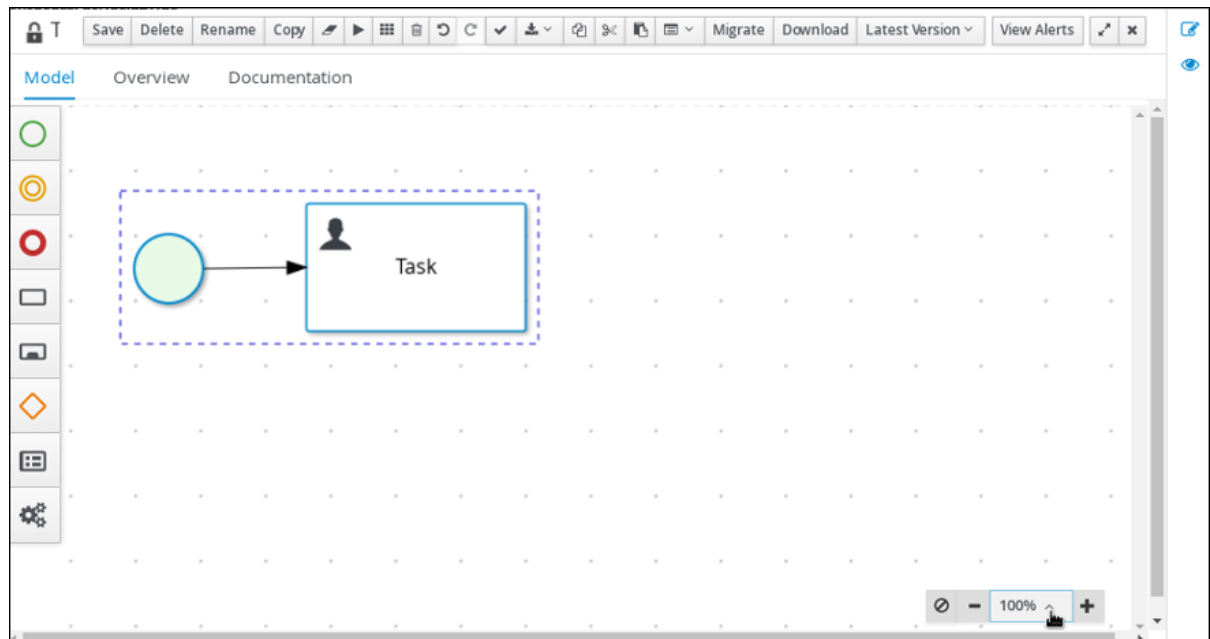 T Save Delete Rename Copy Migrate Download Latest Version View Alerts
Model Overview Documentation
Task
100%